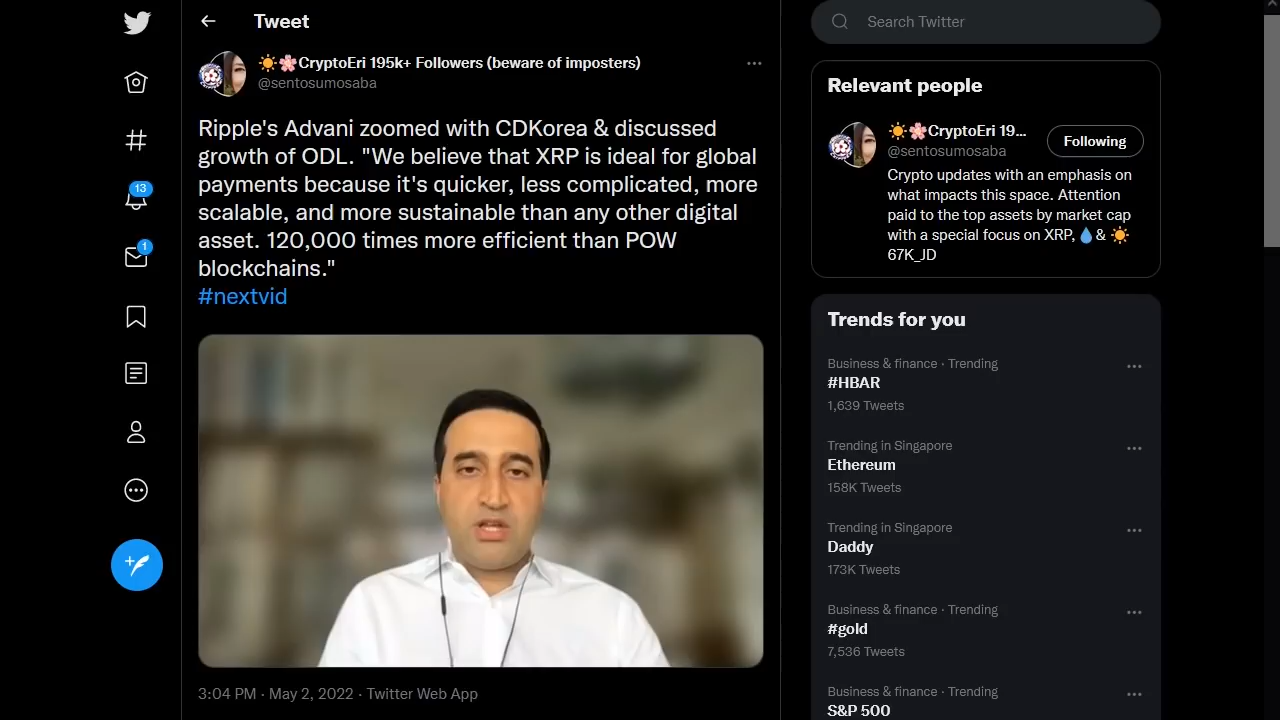 Tweet
☀️🌸CryptoEri 195k+ Followers (beware of imposters)
@sentosumosaba
Ripple's Advani zoomed with CDKorea & discussed
growth of ODL. "We believe that XRP is ideal for global
payments because it's quicker, less complicated, more
scalable, and more sustainable than any other digital
asset. 120,000 times more efficient than POW
blockchains."
#nextvid
3:04 PM · May 2, 2022 · Twitter Web App
13
1
Search Twitter
Relevant people
☀️🌸CryptoEri 19...
@sentosumosaba
Following
Crypto updates with an emphasis on
what impacts this space. Attention
paid to the top assets by market cap
with a special focus on XRP, 💧& ☀️
67K_JD
Trends for you
Business & finance · Trending
#HBAR
1,639 Tweets
Trending in Singapore
Ethereum
158K Tweets
Trending in Singapore
Daddy
173K Tweets
Business & finance · Trending
#gold
7,536 Tweets
Business & finance · Trending
S&P 500